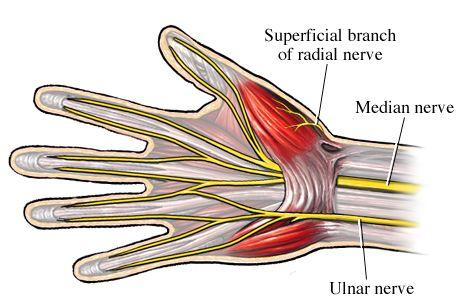 Superficial branch
of radial nerve
Median nerve
Ulnar nerve